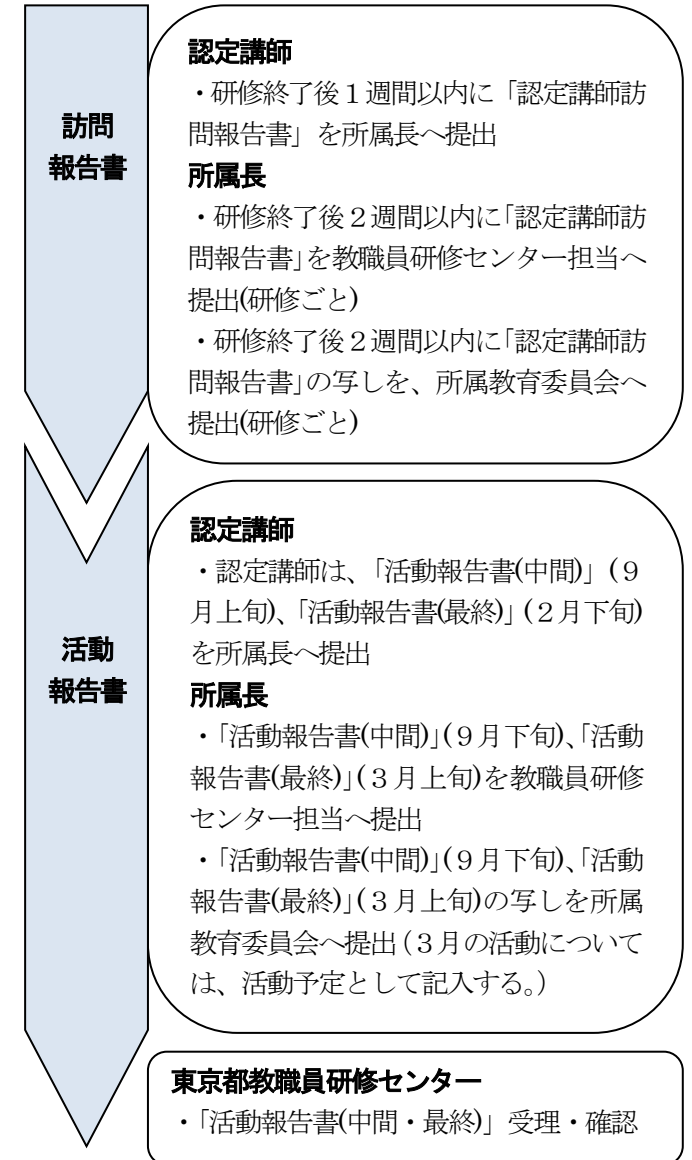 訪問
報告書
認定講師
・研修終了後１週間以内に「認定講師訪
問報告書」を所属長へ提出
所属長
・研修終了後２週間以内に｢認定講師訪
問報告書｣を教職員研修センター担当へ
提出(研修ごと)
・研修終了後２週間以内に｢認定講師訪
問報告書｣の写しを、所属教育委員会へ
提出(研修ごと)
活動
報告書
認定講師
・認定講師は、「活動報告書(中間)」(９
月上旬)、｢活動報告書(最終)」(２月下旬)
を所属長へ提出
所属長
・｢活動報告書(中間)｣(９月下旬)、｢活動
報告書(最終)｣(３月上旬)を教職員研修
センター担当へ提出
・｢活動報告書(中間)｣(９月下旬)、｢活動
報告書(最終)｣(３月上旬)の写しを所属
教育委員会へ提出(３月の活動について
は、活動予定として記入する。)
東京都教職員研修センター
・｢活動報告書(中間・最終)」受理・確認